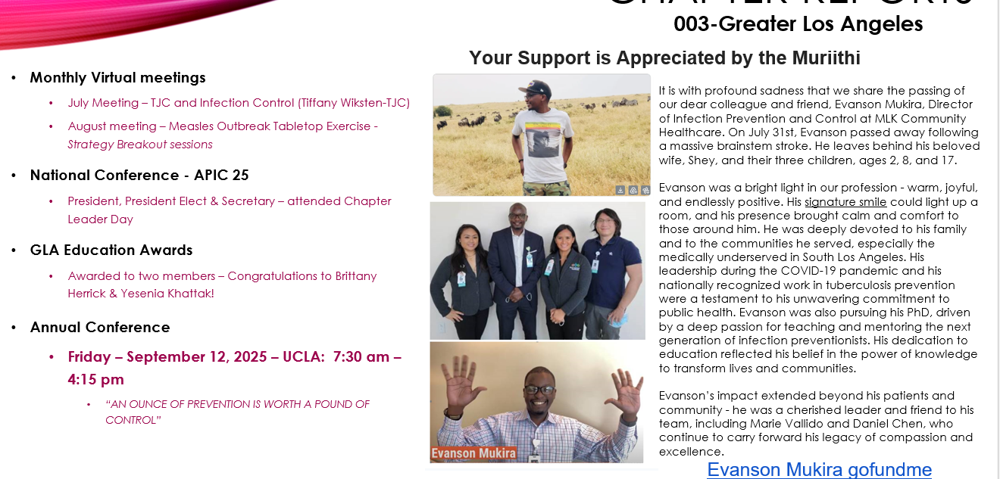 CHAPTER REPORTS
003-Greater Los Angeles
Your Support is Appreciated by the Muriithi
• Monthly Virtual meetings
• July Meeting – TJC and Infection Control (Tiffany Wiksten-TJC)
• August meeting – Measles Outbreak Tabletop Exercise -
Strategy Breakout sessions
• National Conference - APIC 25
• President, President Elect & Secretary – attended Chapter
Leader Day
• GLA Education Awards
• Awarded to two members – Congratulations to Brittany
Herrick & Yesenia Khattak!
• Annual Conference
• Friday – September 12, 2025 – UCLA:  7:30 am –
4:15 pm
• “AN OUNCE OF PREVENTION IS WORTH A POUND OF
CONTROL”
Evanson Mukira
It is with profound sadness that we share the passing of
our dear colleague and friend, Evanson Mukira, Director
of Infection Prevention and Control at MLK Community
Healthcare. On July 31st, Evanson passed away following
a massive brainstem stroke. He leaves behind his beloved
wife, Shey, and their three children, ages 2, 8, and 17.
Evanson was a bright light in our profession - warm, joyful,
and endlessly positive. His signature smile could light up a
room, and his presence brought calm and comfort to
those around him. He was deeply devoted to his family
and to the communities he served, especially the
medically underserved in South Los Angeles. His
leadership during the COVID-19 pandemic and his
nationally recognized work in tuberculosis prevention
were a testament to his unwavering commitment to
public health. Evanson was also pursuing his PhD, driven
by a deep passion for teaching and mentoring the next
generation of infection preventionists. His dedication to
education reflected his belief in the power of knowledge
to transform lives and communities.
Evanson’s impact extended beyond his patients and
community - he was a cherished leader and friend to his
team, including Marie Vallido and Daniel Chen, who
continue to carry forward his legacy of compassion and
excellence.
Evanson Mukira gofundme